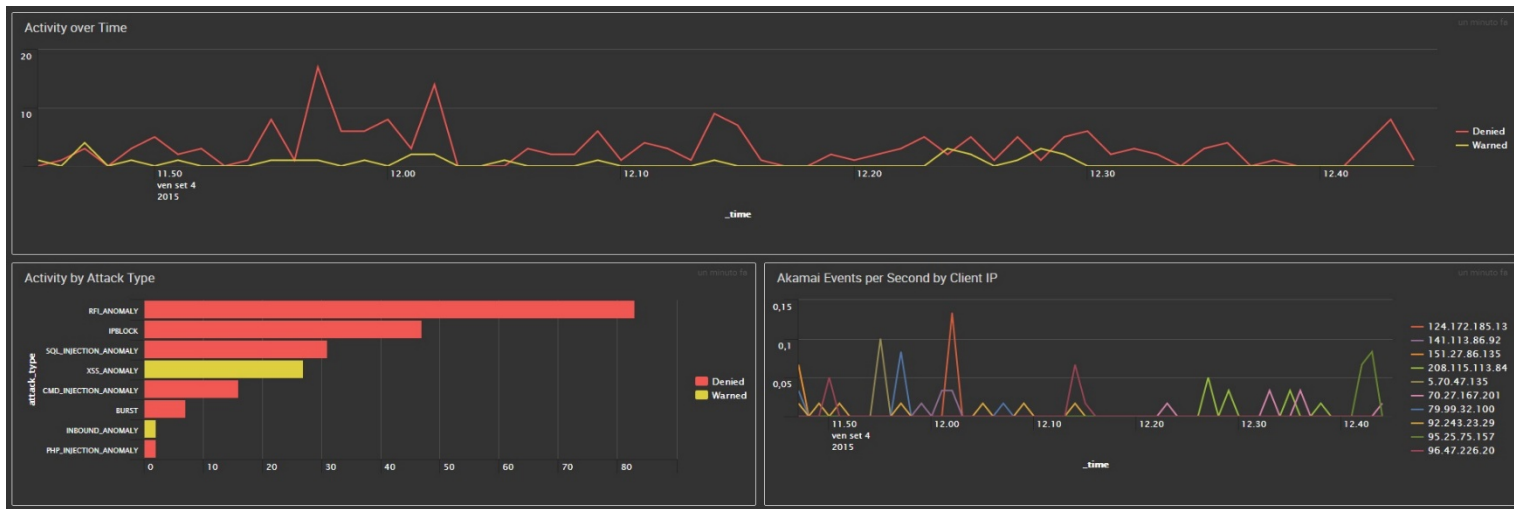 Activity over Time
un minuto fa
20
10
Denied
Warned
11.50
ven set 4
2015
12.00
12.10
12.20
12.30
12.40
_time
Activity by Attack Type
un minuto fa
attack_type
RFI_ANOMALY
IPBLOCK
SQL_INJECTION_ANOMALY
XSS_ANOMALY
CMD_INJECTION_ANOMALY
BURST
INBOUND_ANOMALY
PHP_INJECTION_ANOMALY
0
10
20
30
40
50
60
70
80
Denied
Warned
Akamai Events per Second by Client IP
un minuto fa
0,15
0,1
0,05
11.50
ven set 4
2015
12.00
12.10
12.20
12.30
12.40
_time
124.172.185.13
141.113.86.92
151.27.86.135
208.115.113.84
5.70.47.135
70.27.167.201
79.99.32.100
92.243.23.29
95.25.75.157
96.47.226.20